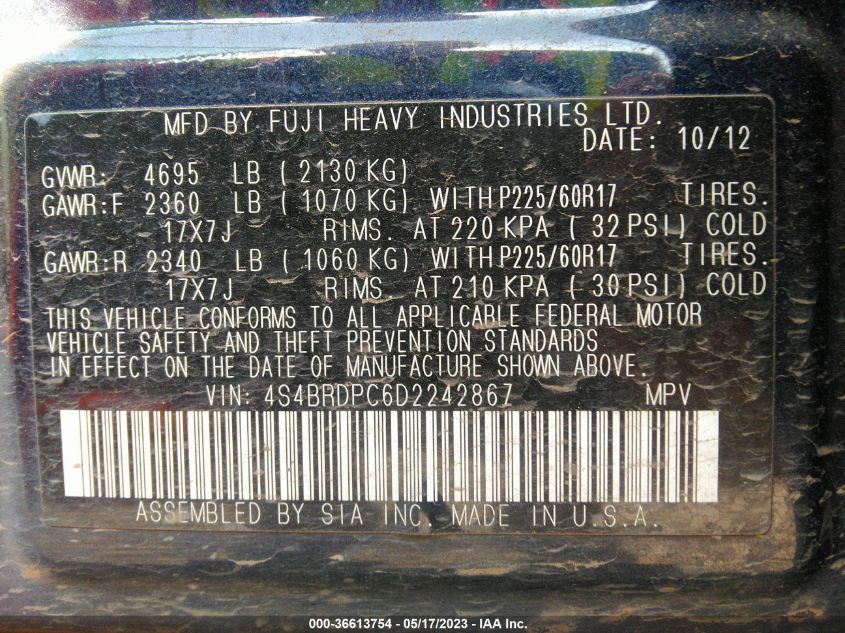 MFD BY FUJI HEAVY INDUSTRIES LTD.
DATE: 10/12
GVWR: 4695 LB (2130 KG)
GAWR:F 2360 LB (1070 KG) WITH P225/60R17 TIRES.
17X7J RIMS. AT 220 KPA (32 PSI) COLD
GAWR:R 2340 LB (1060 KG) WITH P225/60R17 TIRES.
17X7J RIMS. AT 210 KPA (30 PSI) COLD
THIS VEHICLE CONFORMS TO ALL APPLICABLE FEDERAL MOTOR
VEHICLE SAFETY AND THEFT PREVENTION STANDARDS
IN EFFECT ON THE DATE OF MANUFACTURE SHOWN ABOVE.
VIN: 4S4BRDPC6D2242867 MPV
ASSEMBLED BY SIA INC. MADE IN U.S.A.
000-36613754 - 05/17/2023 - IAA Inc.